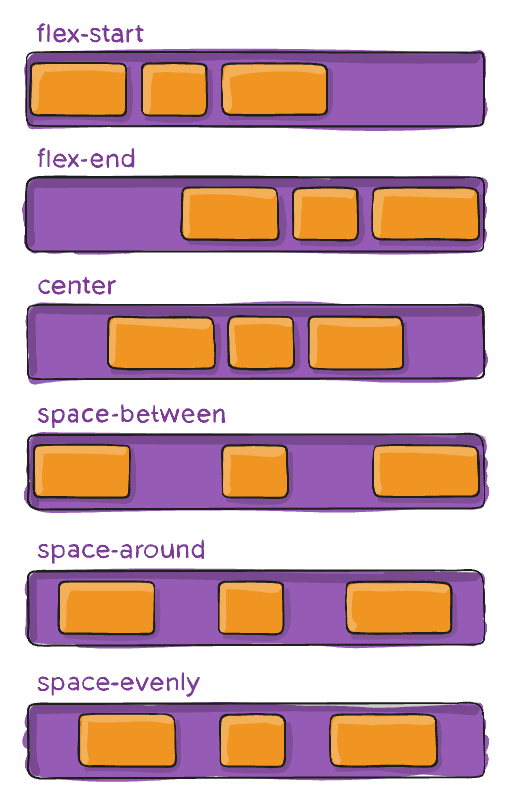 flex-start
flex-end
center
space-between
space-around
space-evenly